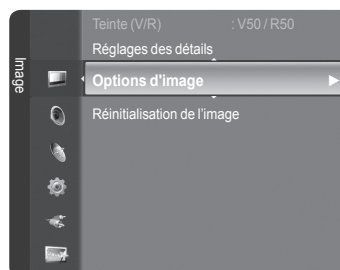 Image
Teinte (V/R) : V50 / R50
Réglages des détails
Options d'image
Réinitialisation de l'image